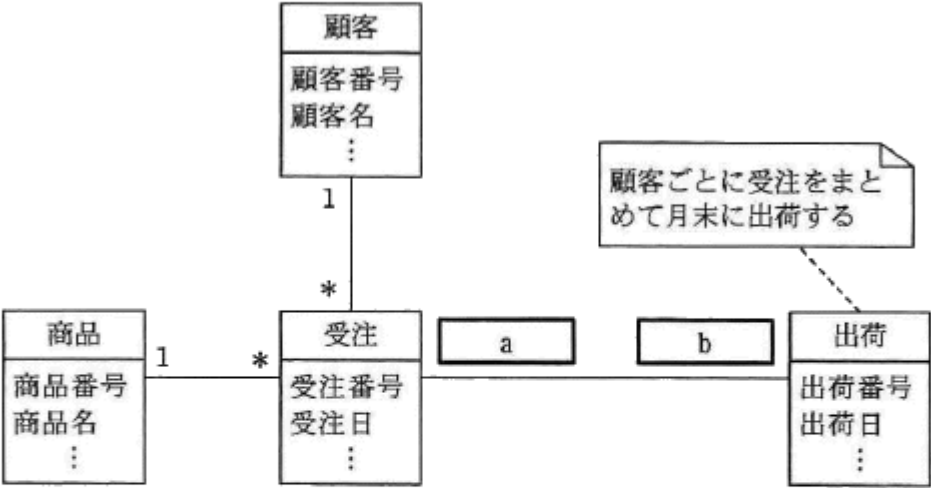 顧客
顧客番号
顧客名
⋮
1
*
顧客ごとに受注をまと
めて月末に出荷する
商品
商品番号
商品名
⋮
1
*
受注
受注番号
受注日
⋮
a
b
出荷
出荷番号
出荷日
⋮